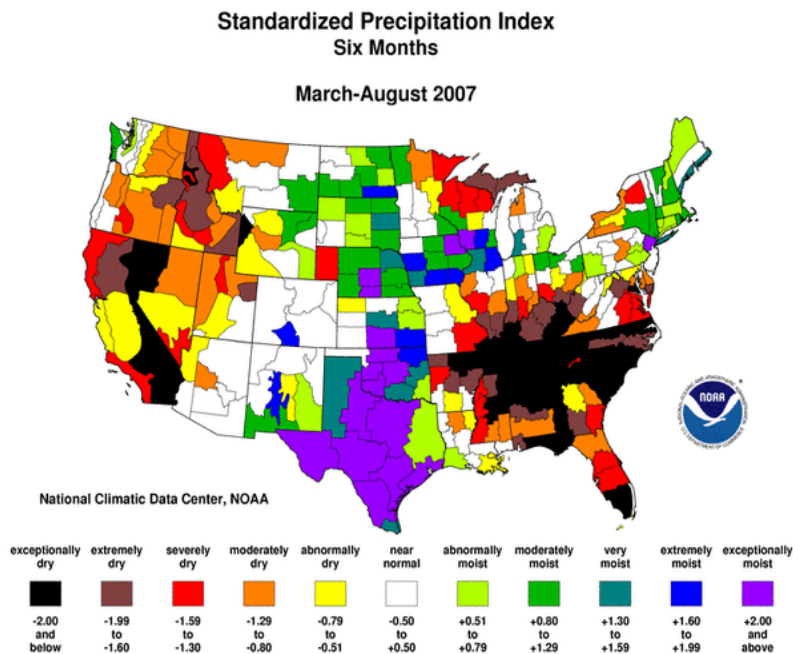 Standardized Precipitation Index
Six Months
March-August 2007
NOAA
National Climatic Data Center, NOAA
exceptionally dry
extremely dry
severely dry
moderately dry
abnormally dry
near normal
abnormally moist
moderately moist
very moist
extremely moist
exceptionally moist
-2.00 and below
-1.99 to -1.60
-1.59 to -1.30
-1.29 to -0.80
-0.79 to -0.51
-0.50 to +0.50
+0.51 to +0.79
+0.80 to +1.29
+1.30 to +1.59
+1.60 to +1.99
+2.00 and above